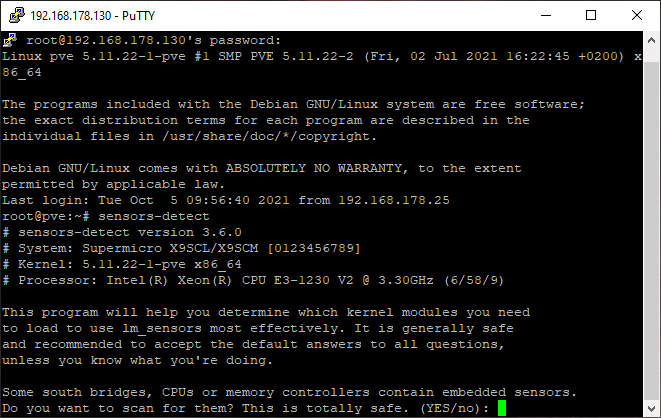 192.168.178.130 - PuTTY
root@192.168.178.130's password:
Linux pve 5.11.22-1-pve #1 SMP PVE 5.11.22-2 (Fri, 02 Jul 2021 16:22:45 +0200) x
86_64
The programs included with the Debian GNU/Linux system are free software;
the exact distribution terms for each program are described in the
individual files in /usr/share/doc/*/copyright.
Debian GNU/Linux comes with ABSOLUTELY NO WARRANTY, to the extent
permitted by applicable law.
Last login: Tue Oct  5 09:56:40 2021 from 192.168.178.25
root@pve:~# sensors-detect
# sensors-detect version 3.6.0
# System: Supermicro X9SCL/X9SCM [0123456789]
# Kernel: 5.11.22-1-pve x86_64
# Processor: Intel(R) Xeon(R) CPU E3-1230 V2 @ 3.30GHz (6/58/9)
This program will help you determine which kernel modules you need
to load to use lm_sensors most effectively. It is generally safe
and recommended to accept the default answers to all questions,
unless you know what you're doing.
Some south bridges, CPUs or memory controllers contain embedded sensors.
Do you want to scan for them? This is totally safe. (YES/no):